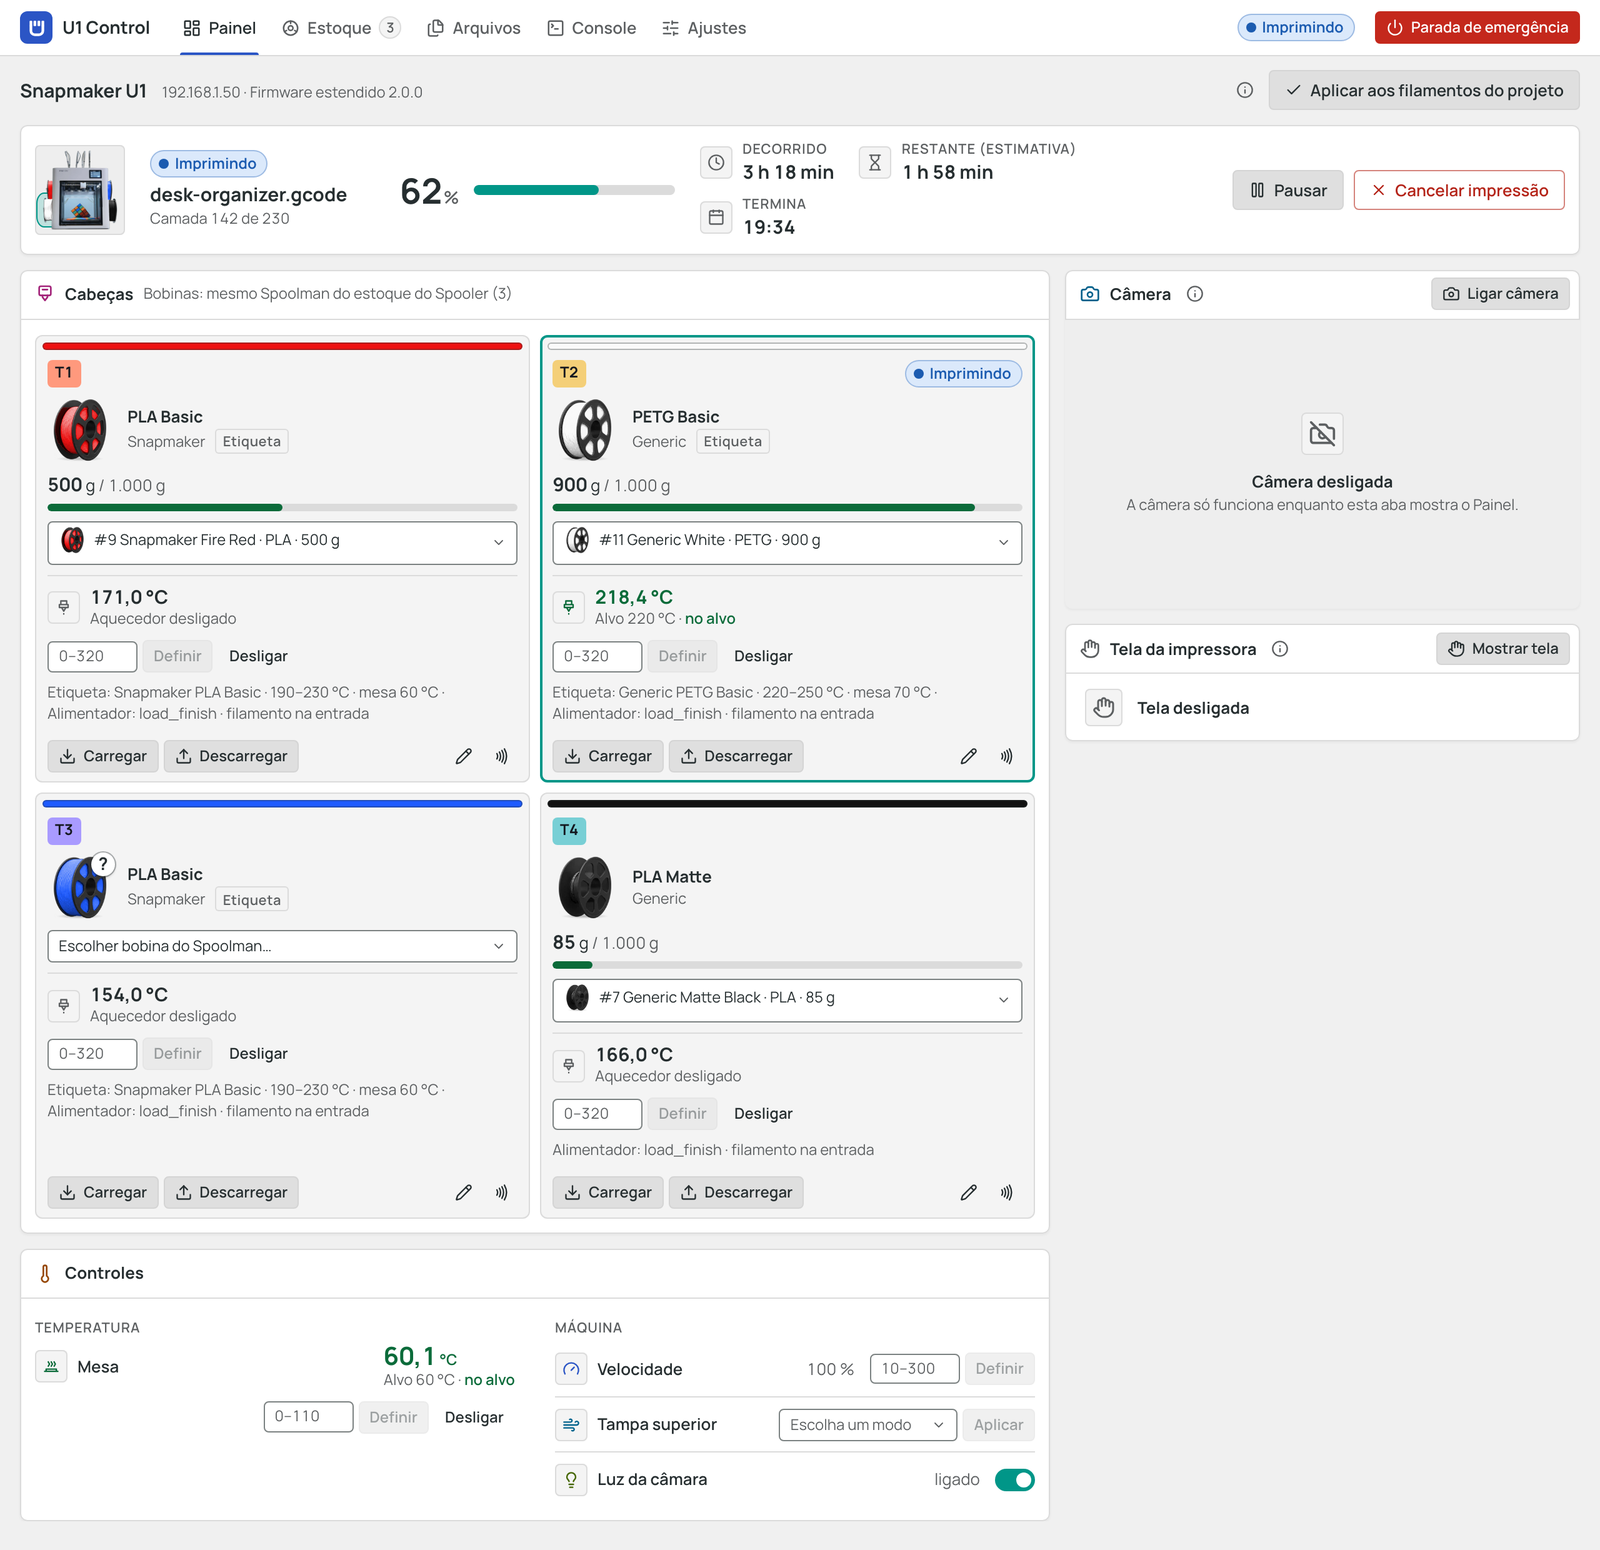 U1 Control
Painel
Estoque 3
Arquivos
Console
Ajustes
Imprimindo
Parada de emergência
Snapmaker U1
192.168.1.50 · Firmware estendido 2.0.0
Aplicar aos filamentos do projeto
Imprimindo
desk-organizer.gcode
Camada 142 de 230
62%
DECORRIDO
3 h 18 min
RESTANTE (ESTIMATIVA)
1 h 58 min
TERMINA
19:34
Pausar
Cancelar impressão
Cabeças Bobinas: mesmo Spoolman do estoque do Spooler (3)
T1
PLA Basic
Snapmaker Etiqueta
500 g / 1.000 g
#9 Snapmaker Fire Red · PLA · 500 g
171,0 °C
Aquecedor desligado
0–320 Definir Desligar
Etiqueta: Snapmaker PLA Basic · 190–230 °C · mesa 60 °C ·
Alimentador: load_finish · filamento na entrada
Carregar Descarregar
T2
Imprimindo
PETG Basic
Generic Etiqueta
900 g / 1.000 g
#11 Generic White · PETG · 900 g
218,4 °C
Alvo 220 °C · no alvo
0–320 Definir Desligar
Etiqueta: Generic PETG Basic · 220–250 °C · mesa 70 °C ·
Alimentador: load_finish · filamento na entrada
Carregar Descarregar
T3
?
PLA Basic
Snapmaker Etiqueta
Escolher bobina do Spoolman…
154,0 °C
Aquecedor desligado
0–320 Definir Desligar
Etiqueta: Snapmaker PLA Basic · 190–230 °C · mesa 60 °C ·
Alimentador: load_finish · filamento na entrada
Carregar Descarregar
T4
PLA Matte
Generic
85 g / 1.000 g
#7 Generic Matte Black · PLA · 85 g
166,0 °C
Aquecedor desligado
0–320 Definir Desligar
Alimentador: load_finish · filamento na entrada
Carregar Descarregar
Câmera
Ligar câmera
Câmera desligada
A câmera só funciona enquanto esta aba mostra o Painel.
Tela da impressora
Mostrar tela
Tela desligada
Controles
TEMPERATURA
Mesa
60,1 °C
Alvo 60 °C · no alvo
0–110 Definir Desligar
MÁQUINA
Velocidade 100 % 10–300 Definir
Tampa superior Escolha um modo Aplicar
Luz da câmara ligado